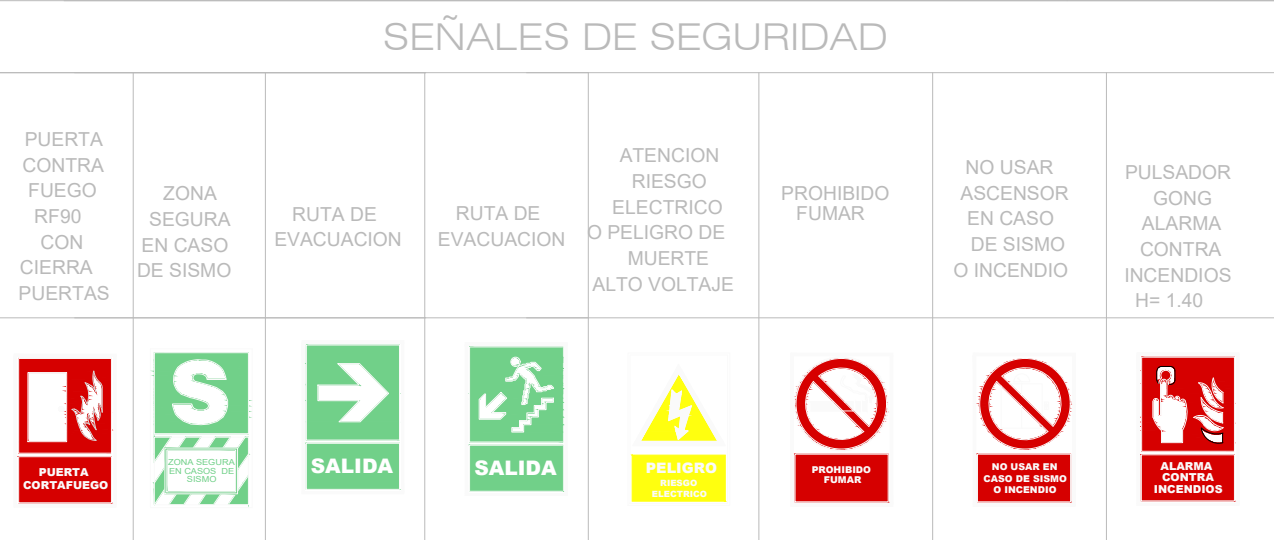 SEÑALES DE SEGURIDAD
PUERTA
CONTRA
FUEGO
RF90
CON
CIERRA
PUERTAS
ZONA
SEGURA
EN CASO
DE SISMO
RUTA DE
EVACUACION
RUTA DE
EVACUACION
ATENCION
RIESGO
ELECTRICO
O PELIGRO DE
MUERTE
ALTO VOLTAJE
PROHIBIDO
FUMAR
NO USAR
ASCENSOR
EN CASO
DE SISMO
O INCENDIO
PULSADOR
GONG
ALARMA
CONTRA
INCENDIOS
H= 1.40
PUERTA
CORTAFUEGO
S
ZONA SEGURA
EN CASOS DE
SISMO
SALIDA
SALIDA
PELIGRO
RIESGO
ELECTRICO
PROHIBIDO
FUMAR
NO USAR EN
CASO DE SISMO
O INCENDIO
ALARMA
CONTRA
INCENDIOS